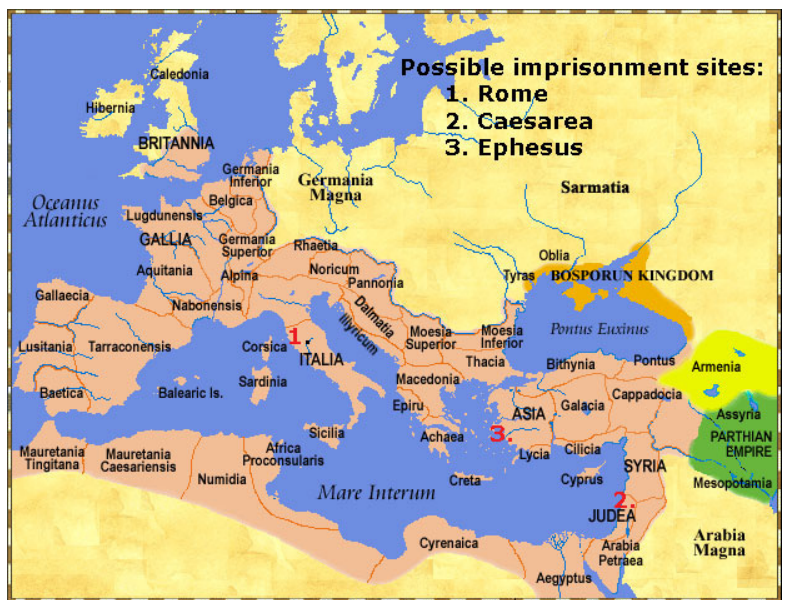 Possible imprisonment sites:
1. Rome
2. Caesarea
3. Ephesus
Caledonia
Hibernia
BRITANNIA
Germania
Inferior
Germania
Magna
Sarmatia
Oceanus
Atlanticus
Belgica
Lugdunensis
GALLIA
Germania
Superior
Rhaetia
Oblia
Aquitania
Alpina
Noricum
Pannonia
Tyras
BOSPORUN KINGDOM
Gallaecia
Nabonensis
Dalmatia
Illyricum
Moesia
Superior
Moesia
Inferior
Pontus Euxinus
Lusitania
Tarraconensis
Corsica
1.
ITALIA
Thacia
Bithynia
Pontus
Armenia
Baetica
Balearic Is.
Sardinia
Macedonia
Epiru
ASIA
Galacia
Cappadocia
Assyria
PARTHIAN
EMPIRE
Mauretania
Tingitana
Mauretania
Caesariensis
Numidia
Africa
Proconsularis
Sicilia
Achaea
3.
Lycia
Cilicia
SYRIA
Mesopotamia
Mare Interum
Creta
Cyprus
2.
JUDEA
Cyrenaica
Arabia
Petraea
Arabia
Magna
Aegyptus